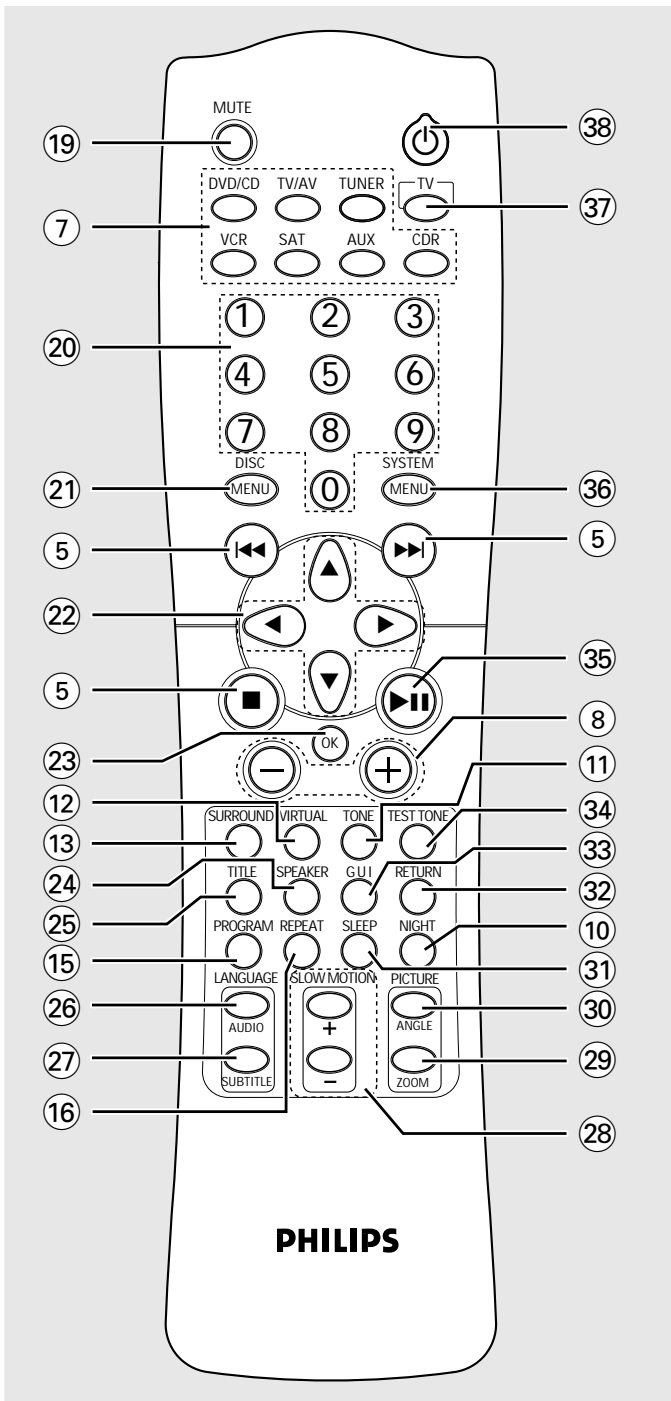 MUTE
19
38
DVD/CD TV/AV TUNER TV
7
37
VCR SAT AUX CDR
1 2 3
20
4 5 6
7 8 9
DISC SYSTEM
21 MENU 0 MENU 36
5 5
22
5 35
OK
23 8
12 11
SURROUND VIRTUAL TONE TEST TONE
13 34
24 33
TITLE SPEAKER GUI RETURN
25 32
PROGRAM REPEAT SLEEP NIGHT
15 10
31
LANGUAGE SLOW MOTION PICTURE
26 30
AUDIO + ANGLE
27 29
SUBTITLE − ZOOM
16
28
PHILIPS